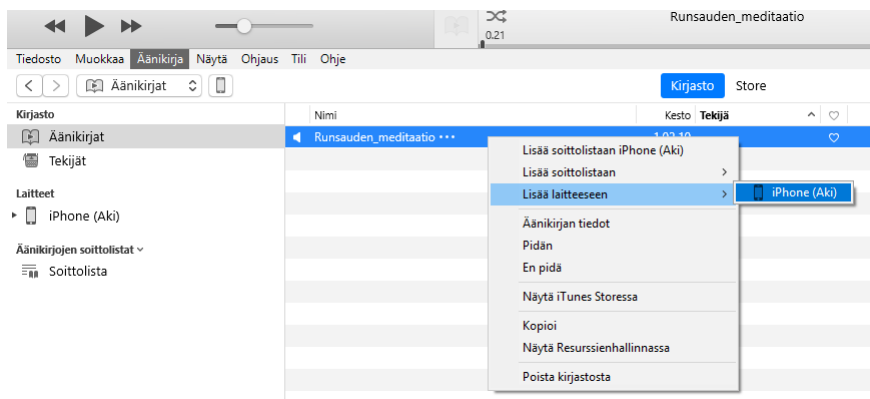 Runsauden_meditaatio
0.21
Tiedosto Muokkaa Äänikirja Näytä Ohjaus Tili Ohje
Äänikirjat
Kirjasto Store
Kirjasto
Nimi Kesto Tekijä
Äänikirjat
Runsauden_meditaatio ···
Tekijät
Laitteet
iPhone (Aki)
Äänikirjojen soittolistat
Soittolista
Lisää soittolistaan iPhone (Aki)
Lisää soittolistaan
Lisää laitteeseen
iPhone (Aki)
Äänikirjan tiedot
Pidän
En pidä
Näytä iTunes Storessa
Kopioi
Näytä Resurssienhallinnassa
Poista kirjastosta